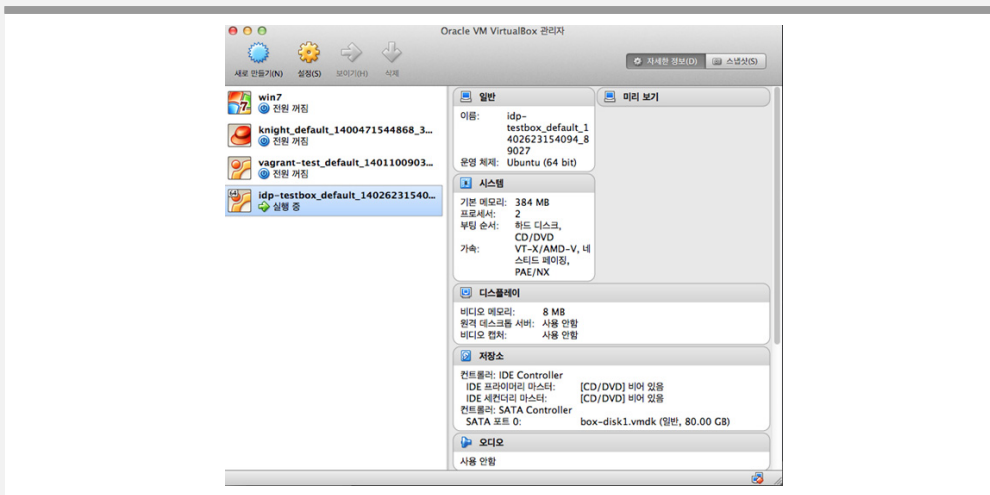 Oracle VM VirtualBox 관리자
새로 만들기(N) 설정(S) 보이기(H) 삭제
자세한 정보(D) 스냅샷(S)
win7
전원 꺼짐
knight_default_1400471544868_3...
전원 꺼짐
vagrant-test_default_1401100903...
전원 꺼짐
64
idp-testbox_default_14026231540...
실행 중
일반
이름: idp-
testbox_default_1
402623154094_8
9027
운영 체제: Ubuntu (64 bit)
미리 보기
시스템
기본 메모리: 384 MB
프로세서: 2
부팅 순서: 하드 디스크,
CD/DVD
가속: VT-X/AMD-V, 네
스티드 페이징,
PAE/NX
디스플레이
비디오 메모리: 8 MB
원격 데스크톱 서버: 사용 안함
비디오 캡처: 사용 안함
저장소
컨트롤러: IDE Controller
IDE 프라이머리 마스터: [CD/DVD] 비어 있음
IDE 세컨더리 마스터: [CD/DVD] 비어 있음
컨트롤러: SATA Controller
SATA 포트 0: box-disk1.vmdk (일반, 80.00 GB)
오디오
사용 안함